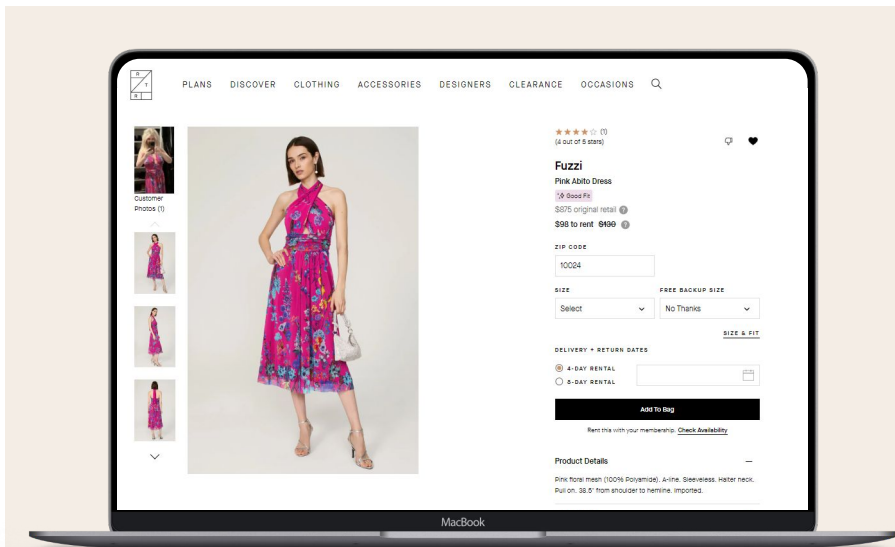 R
T
R
PLANS DISCOVER CLOTHING ACCESSORIES DESIGNERS CLEARANCE OCCASIONS
Customer
Photos (1)
★★★★☆ (1)
(4 out of 5 stars)
Fuzzi
Pink Abito Dress
Good Fit
$875 original retail ?
$98 to rent $130 ?
ZIP CODE
10024
SIZE FREE BACKUP SIZE
Select No Thanks
SIZE & FIT
DELIVERY + RETURN DATES
4-DAY RENTAL
8-DAY RENTAL
Add To Bag
Rent this with your membership. Check Availability
Product Details
Pink floral mesh (100% Polyamide). A-line. Sleeveless. Halter neck.
Pull on. 38.5" from shoulder to hemline. Imported.
MacBook